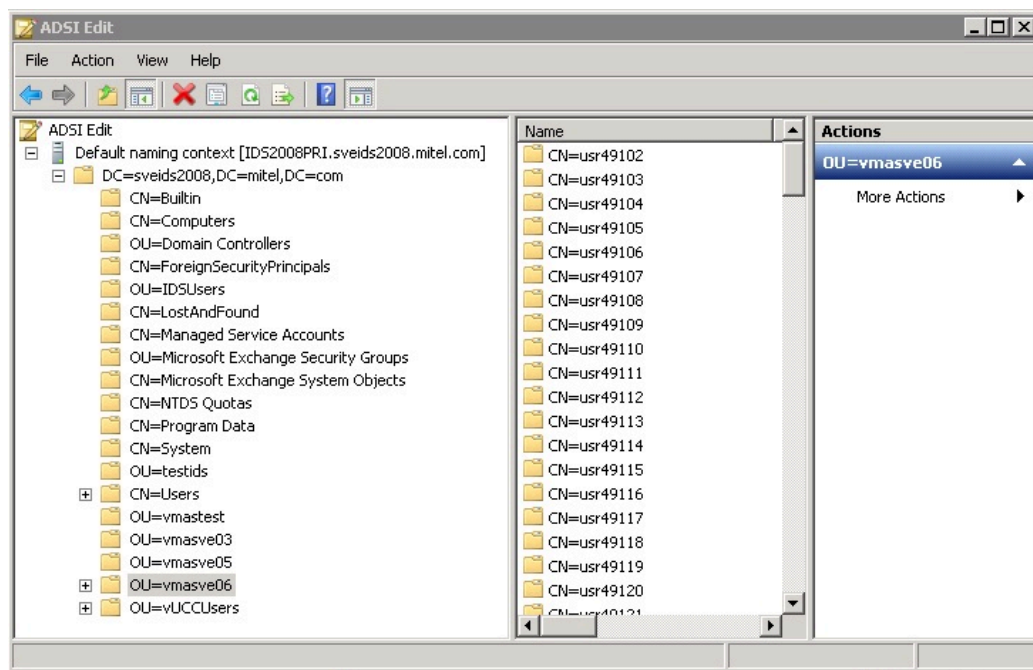 ADSI Edit
File Action View Help
ADSI Edit
Default naming context [IDS2008PRI.sveids2008.mitel.com]
DC=sveids2008,DC=mitel,DC=com
CN=Builtin
CN=Computers
OU=Domain Controllers
CN=ForeignSecurityPrincipals
OU=IDSUsers
CN=LostAndFound
CN=Managed Service Accounts
OU=Microsoft Exchange Security Groups
CN=Microsoft Exchange System Objects
CN=NTDS Quotas
CN=Program Data
CN=System
OU=testids
CN=Users
OU=vmastest
OU=vmasve03
OU=vmasve05
OU=vmasve06
OU=vUCCUsers
Name
CN=usr49102
CN=usr49103
CN=usr49104
CN=usr49105
CN=usr49106
CN=usr49107
CN=usr49108
CN=usr49109
CN=usr49110
CN=usr49111
CN=usr49112
CN=usr49113
CN=usr49114
CN=usr49115
CN=usr49116
CN=usr49117
CN=usr49118
CN=usr49119
CN=usr49120
CN=usr49121
Actions
OU=vmasve06
More Actions